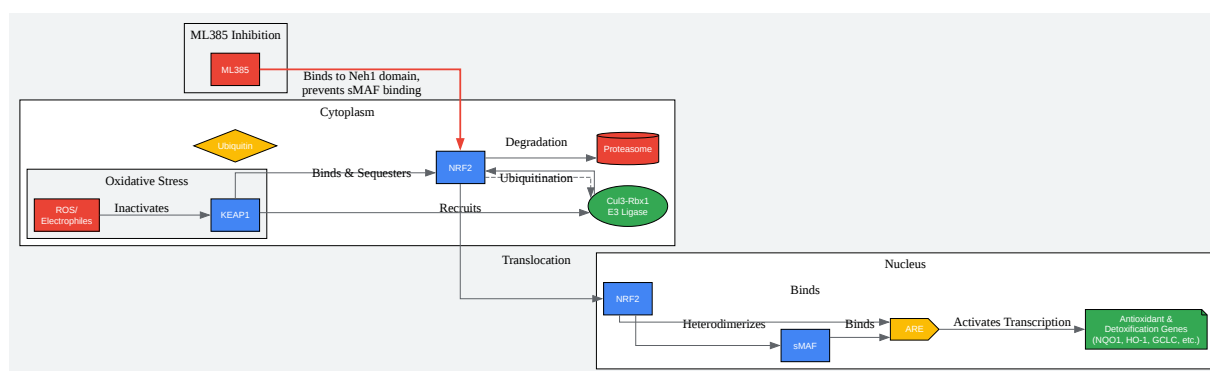 ML385 Inhibition
ML385
Binds to Neh1 domain,
prevents sMAF binding
Cytoplasm
Ubiquitin
Degradation
Proteasome
NRF2
Binds & Sequesters
Ubiquitination
Oxidative Stress
ROS/
Electrophiles
Inactivates
KEAP1
Recruits
Cul3-Rbx1
E3 Ligase
Translocation
Nucleus
NRF2
Binds
Heterodimerizes
Binds
sMAF
ARE
Activates Transcription
Antioxidant &
Detoxification Genes
(NQO1, HO-1, GCLC, etc.)